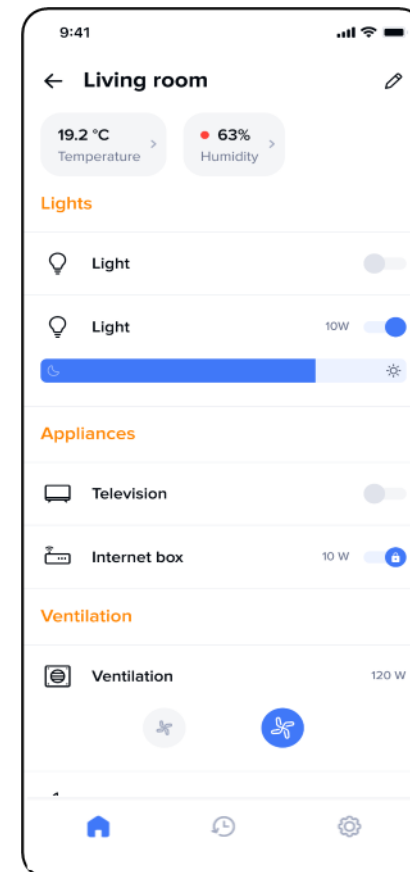 9:41
Living room
19.2 °C
Temperature
63%
Humidity
Lights
Light
Light 10W
Appliances
Television
Internet box 10 W
Ventilation
Ventilation 120 W